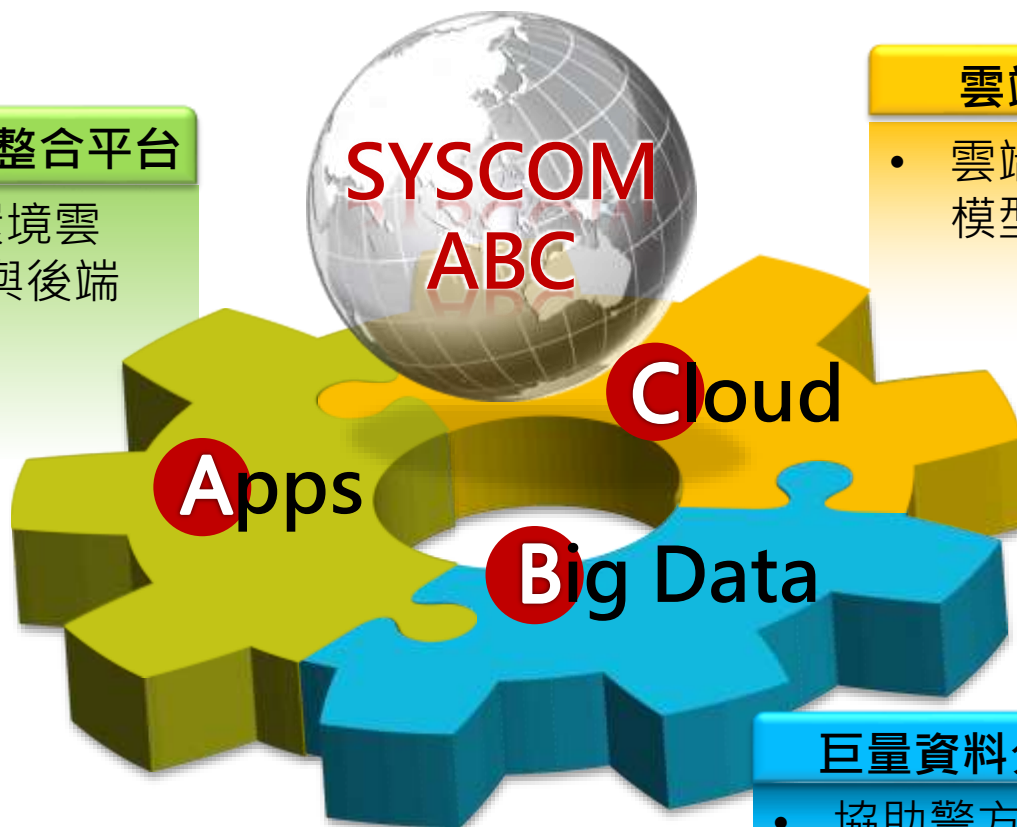 SYSCOM
ABC
整合平台
境雲
與後端
雲
• 雲端
模型
Cloud
Apps
Big Data
巨量資料
• 協助警方